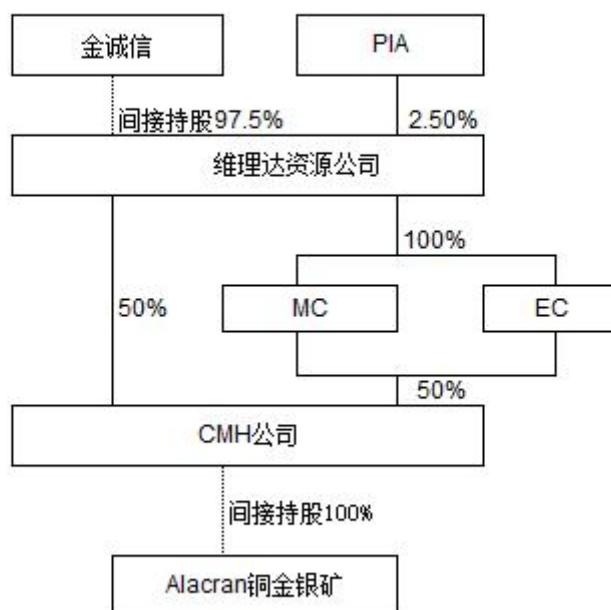 金诚信
PIA
间接持股97.5%
2.50%
维理达资源公司
100%
50%
MC
EC
50%
CMH公司
间接持股100%
Alacran铜金银矿